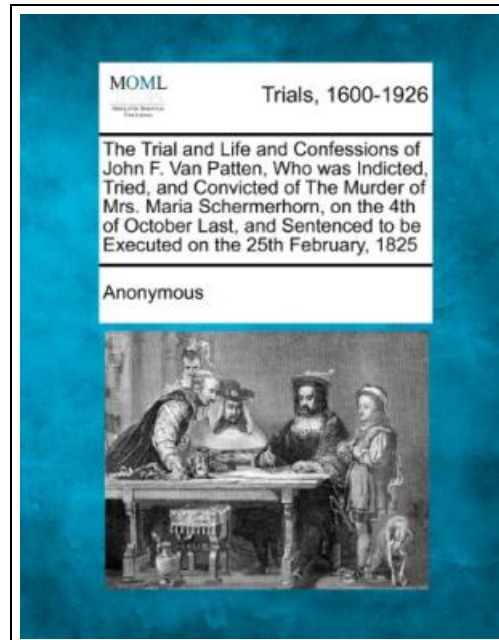 MOML
Trials, 1600-1926
The Trial and Life and Confessions of
John F. Van Patten, Who was Indicted,
Tried, and Convicted of The Murder of
Mrs. Maria Schermerhorn, on the 4th
of October Last, and Sentenced to be
Executed on the 25th February, 1825
Anonymous